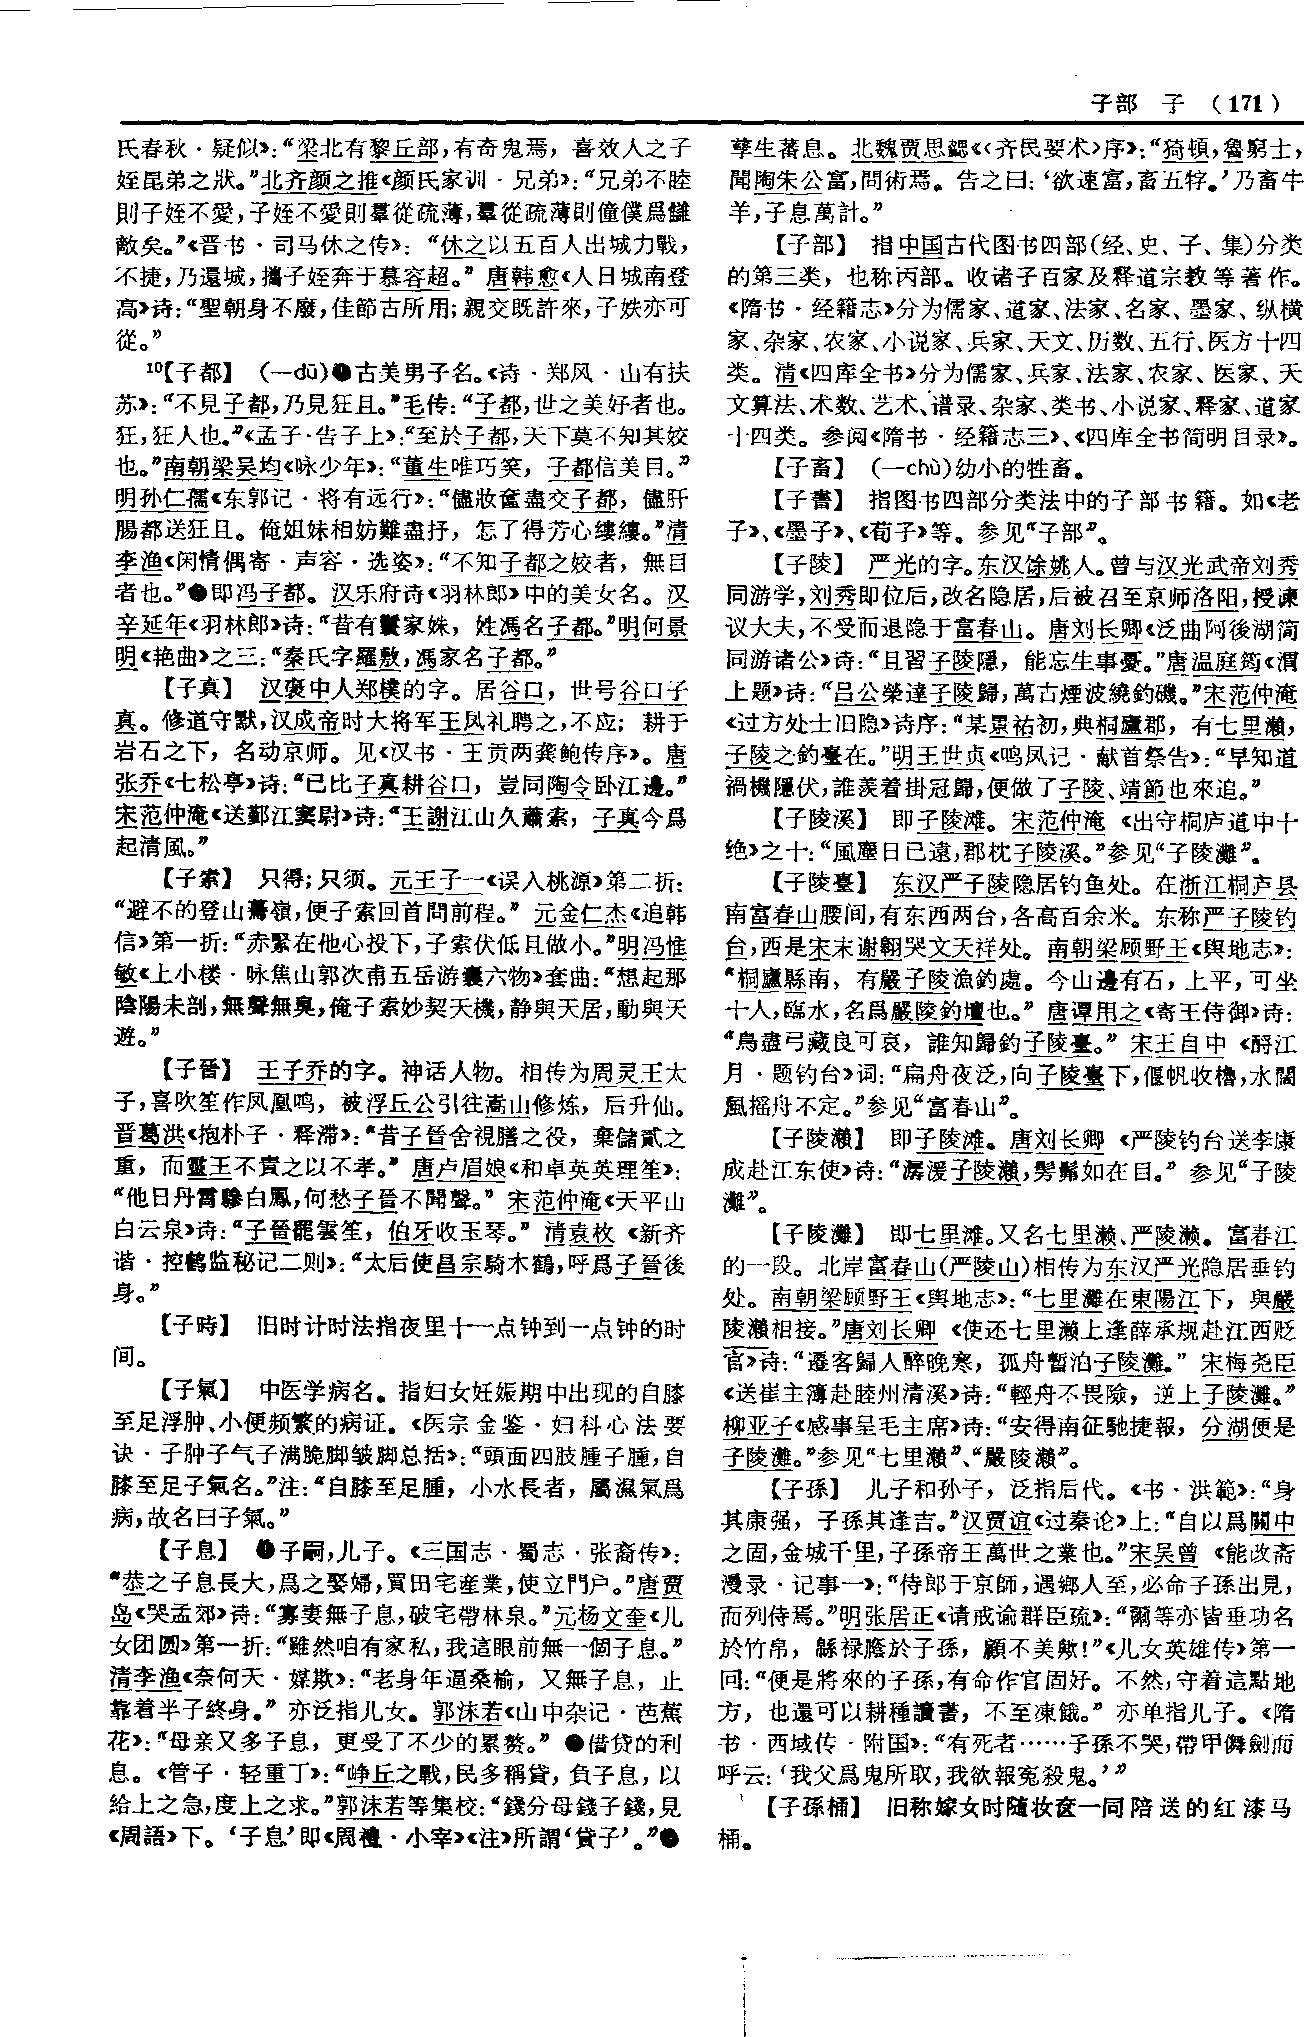 子部 子 (171)
氏春秋·疑似》：“梁北有黎丘部，有奇鬼焉，喜效人之子
姪昆弟之狀。”北齐颜之推《颜氏家训·兄弟》：“兄弟不睦
則子姪不愛，子姪不愛則羣從疏薄，羣從疏薄則僮僕爲讎
敵矣。”《晋书·司马休之传》：“休之以五百人出城力戰，
不捷，乃還城，攜子姪奔于慕容超。”唐韩愈《人日城南登
高》诗：“聖朝身不廢，佳節古所用；親交既許來，子姝亦可
從。”
10【子都】 (一dū)❶古美男子名。《诗·郑风·山有扶
苏》：“不見子都，乃見狂且。”毛传：“子都，世之美好者也。
狂，狂人也。”《孟子·告子上》：“至於子都，天下莫不知其姣
也。”南朝梁吴均《咏少年》：“董生唯巧笑，子都信美目。”
明孙仁孺《东郭记·将有远行》：“儘妝奩盡交子都，儘肝
腸都送狂且。俺姐妹相妨難盡抒，怎了得芳心縷縷。”清
李渔《闲情偶寄·声容·选姿》：“不知子都之姣者，無目
者也。”❷即冯子都。汉乐府诗《羽林郎》中的美女名。汉
辛延年《羽林郎》诗：“昔有霍家姝，姓馮名子都。”明何景
明《艳曲》之三：“秦氏字羅敷，馮家名子都。”
【子真】 汉褒中人郑樸的字。居谷口，世号谷口子
真。修道守默，汉成帝时大将军王凤礼聘之，不应；耕于
岩石之下，名动京师。见《汉书·王贡两龚鲍传序》。唐
张乔《七松亭》诗：“已比子真耕谷口，豈同陶令卧江邊。”
宋范仲淹《送鄞江窦尉》诗：“王謝江山久蕭索，子真今爲
起清風。”
【子索】 只得；只须。元王子一《误入桃源》第二折：
“避不的登山驀嶺，便子索回首問前程。”元金仁杰《追韩
信》第一折：“赤緊在他心投下，子索伏低且做小。”明冯惟
敏《上小楼·咏焦山郭次甫五岳游囊六物》套曲：“想起那
陰陽未剖，無聲無臭，俺子索妙契天機，静與天居，動與天
遊。”
【子晉】 王子乔的字。神话人物。相传为周灵王太
子，喜吹笙作凤凰鸣，被浮丘公引往嵩山修炼，后升仙。
晋葛洪《抱朴子·释滞》：“昔子晉舍視膳之役，棄儲貳之
重，而靈王不責之以不孝。”唐卢眉娘《和卓英英理笙》：
“他日丹霄驂白鳳，何愁子晉不聞聲。”宋范仲淹《天平山
白云泉》诗：“子晉罷雲笙，伯牙收玉琴。”清袁枚《新齐
谐·控鹤监秘记二则》：“太后使昌宗騎木鶴，呼爲子晉後
身。”
【子時】 旧时计时法指夜里十一点钟到一点钟的时
间。
【子氣】 中医学病名。指妇女妊娠期中出现的自膝
至足浮肿、小便频繁的病证。《医宗金鉴·妇科心法要
诀·子肿子气子满脆脚皱脚总括》：“頭面四肢腫子腫，自
膝至足子氣名。”注：“自膝至足腫，小水長者，屬濕氣爲
病，故名曰子氣。”
【子息】 ❶子嗣，儿子。《三国志·蜀志·张裔传》：
“恭之子息長大，爲之娶婦，買田宅産業，使立門户。”唐贾
岛《哭孟郊》诗：“寡妻無子息，破宅帶林泉。”元杨文奎《儿
女团圆》第一折：“雖然咱有家私，我這眼前無一個子息。”
清李渔《奈何天·媒欺》：“老身年逼桑榆，又無子息，止
靠着半子終身。”亦泛指儿女。郭沫若《山中杂记·芭蕉
花》：“母亲又多子息，更受了不少的累赘。”❷借贷的利
息。《管子·轻重丁》：“峥丘之戰，民多稱貸，負子息，以
給上之急，度上之求。”郭沫若等集校：“錢分母錢子錢，見
《周語》下。‘子息’即《周禮·小宰》《注》所謂‘貸子’。”❸
孳生蕃息。北魏贾思勰《〈齐民要术〉序》：“猗頓，魯窮士，
聞陶朱公富，問術焉。告之曰：‘欲速富，畜五牸。’乃畜牛
羊，子息萬計。”
【子部】 指中国古代图书四部(经、史、子、集)分类
的第三类，也称丙部。收诸子百家及释道宗教等著作。
《隋书·经籍志》分为儒家、道家、法家、名家、墨家、纵横
家、杂家、农家、小说家、兵家、天文、历数、五行、医方十四
类。清《四库全书》分为儒家、兵家、法家、农家、医家、天
文算法、术数、艺术、谱录、杂家、类书、小说家、释家、道家
十四类。参阅《隋书·经籍志三》、《四库全书简明目录》。
【子畜】 (一chù)幼小的牲畜。
【子書】 指图书四部分类法中的子部书籍。如《老
子》、《墨子》、《荀子》等。参见“子部”。
【子陵】 严光的字。东汉馀姚人。曾与汉光武帝刘秀
同游学，刘秀即位后，改名隐居，后被召至京师洛阳，授谏
议大夫，不受而退隐于富春山。唐刘长卿《泛曲阿後湖简
同游诸公》诗：“且習子陵隱，能忘生事憂。”唐温庭筠《渭
上题》诗：“吕公榮達子陵歸，萬古煙波繞釣磯。”宋范仲淹
《过方处士旧隐》诗序：“某景祐初，典桐廬郡，有七里瀨，
子陵之釣臺在。”明王世贞《鸣凤记·献首祭告》：“早知道
禍機隱伏，誰羨着掛冠歸，便做了子陵、靖節也來追。”
【子陵溪】 即子陵滩。宋范仲淹《出守桐庐道中十
绝》之十：“風塵日已遠，郡枕子陵溪。”参见“子陵灘”。
【子陵臺】 东汉严子陵隐居钓鱼处。在浙江桐庐县
南富春山腰间，有东西两台，各高百余米。东称严子陵钓
台，西是宋末谢翱哭文天祥处。南朝梁顾野王《舆地志》：
“桐廬縣南，有嚴子陵漁釣處。今山邊有石，上平，可坐
十人，臨水，名爲嚴陵釣壇也。”唐谭用之《寄王侍御》诗：
“鳥盡弓藏良可哀，誰知歸釣子陵臺。”宋王自中《酹江
月·题钓台》词：“扁舟夜泛，向子陵臺下，偃帆收櫓，水闊
風摇舟不定。”参见“富春山”。
【子陵瀨】 即子陵滩。唐刘长卿《严陵钓台送李康
成赴江东使》诗：“潺湲子陵瀨，髣髴如在目。”参见“子陵
灘”。
【子陵灘】 即七里滩。又名七里濑、严陵濑。富春江
的一段。北岸富春山(严陵山)相传为东汉严光隐居垂钓
处。南朝梁顾野王《舆地志》：“七里灘在東陽江下，與嚴
陵瀨相接。”唐刘长卿《使还七里濑上逢薛承规赴江西贬
官》诗：“遷客歸人醉晚寒，孤舟暫泊子陵灘。”宋梅尧臣
《送崔主簿赴睦州清溪》诗：“輕舟不畏險，逆上子陵灘。”
柳亚子《感事呈毛主席》诗：“安得南征馳捷報，分湖便是
子陵灘。”参见“七里瀨”、“嚴陵瀨”。
【子孫】 儿子和孙子，泛指后代。《书·洪範》：“身
其康强，子孫其逢吉。”汉贾谊《过秦论》上：“自以爲關中
之固，金城千里，子孫帝王萬世之業也。”宋吴曾《能改斋
漫录·记事一》：“侍郎于京師，遇鄉人至，必命子孫出見，
而列侍焉。”明张居正《请戒谕群臣疏》：“爾等亦皆垂功名
於竹帛，緜禄廕於子孫，顧不美歟！”《儿女英雄传》第一
回：“便是將來的子孫，有命作官固好。不然，守着這點地
方，也還可以耕種讀書，不至凍餓。”亦单指儿子。《隋
书·西域传·附国》：“有死者……子孫不哭，帶甲儛劍而
呼云：‘我父爲鬼所取，我欲報冤殺鬼。’”
【子孫桶】 旧称嫁女时随妆奁一同陪送的红漆马
桶。